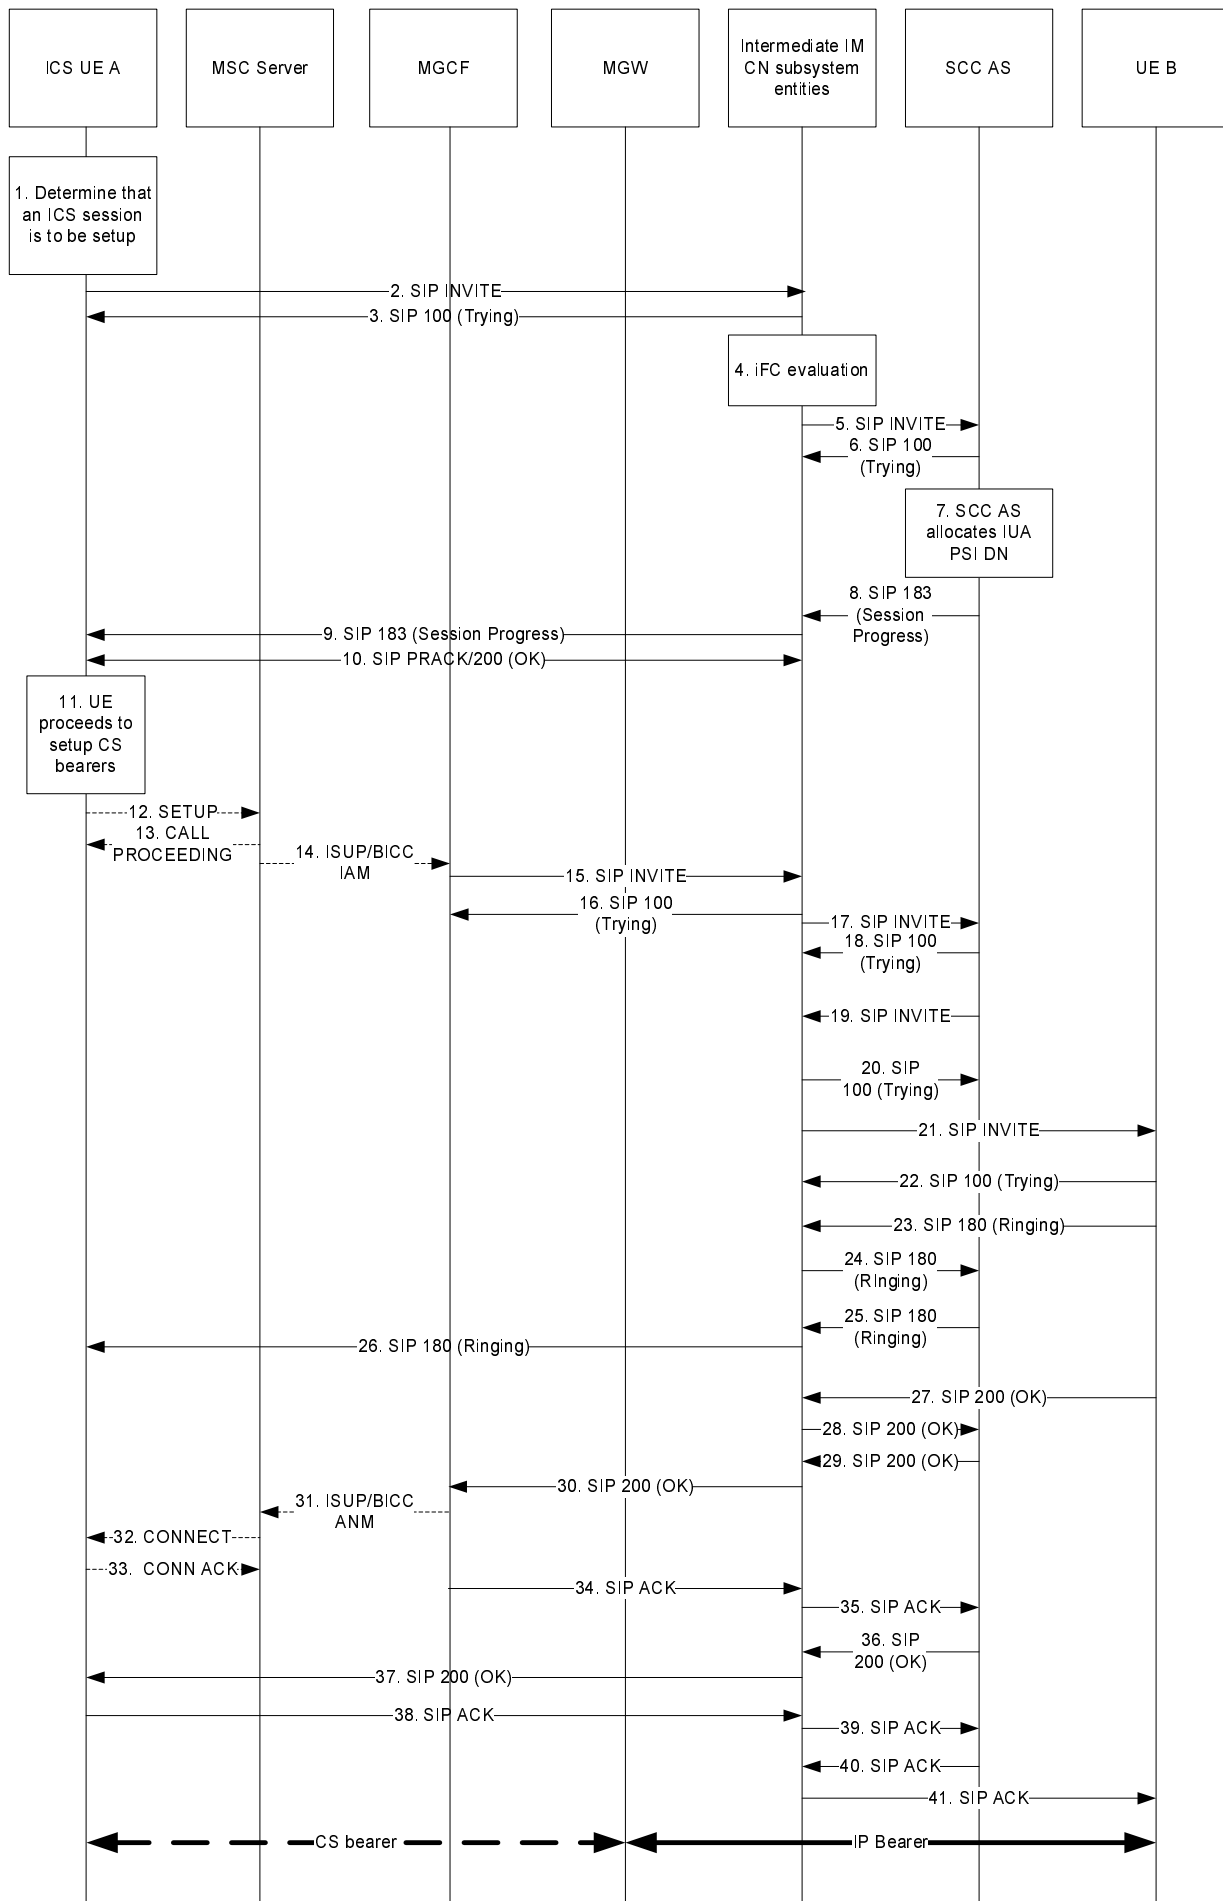 ICS UE A
MSC Server
MGCF
MGW
Intermediate IM
CN subsystem
entities
SCC AS
UE B
1. Determine that
an ICS session
is to be setup
2. SIP INVITE
3. SIP 100 (Trying)
4. iFC evaluation
5. SIP INVITE
6. SIP 100
(Trying)
7. SCC AS
allocates IUA
PSI DN
8. SIP 183
(Session
Progress)
9. SIP 183 (Session Progress)
10. SIP PRACK/200 (OK)
11. UE
proceeds to
setup CS
bearers
12. SETUP
13. CALL
PROCEEDING
14. ISUP/BICC
IAM
15. SIP INVITE
16. SIP 100
(Trying)
17. SIP INVITE
18. SIP 100
(Trying)
19. SIP INVITE
20. SIP
100 (Trying)
21. SIP INVITE
22. SIP 100 (Trying)
23. SIP 180 (Ringing)
24. SIP 180
(RInging)
25. SIP 180
(Ringing)
26. SIP 180 (Ringing)
27. SIP 200 (OK)
28. SIP 200 (OK)
29. SIP 200 (OK)
30. SIP 200 (OK)
31. ISUP/BICC
ANM
32. CONNECT
33. CONN ACK
34. SIP ACK
35. SIP ACK
36. SIP
200 (OK)
37. SIP 200 (OK)
38. SIP ACK
39. SIP ACK
40. SIP ACK
41. SIP ACK
CS bearer
IP Bearer